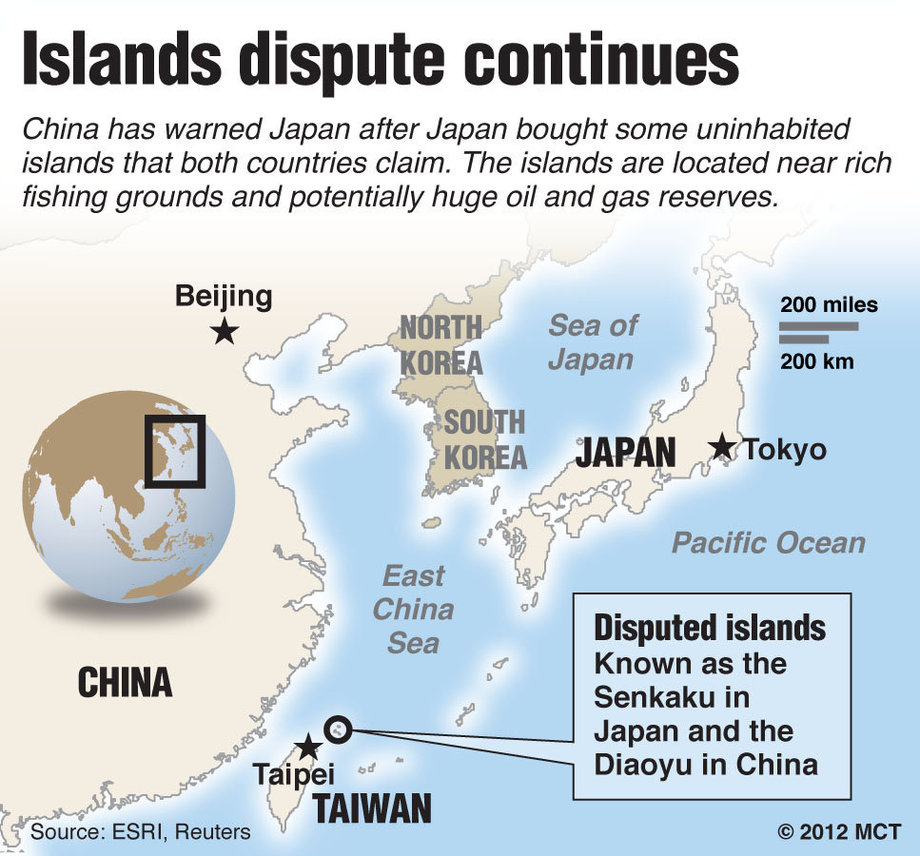 Islands dispute continues
China has warned Japan after Japan bought some uninhabited
islands that both countries claim. The islands are located near rich
fishing grounds and potentially huge oil and gas reserves.
Beijing
NORTH
KOREA
Sea of
Japan
200 miles
200 km
SOUTH
KOREA
JAPAN
Tokyo
Pacific Ocean
East
China
Sea
CHINA
Disputed islands
Known as the
Senkaku in
Japan and the
Diaoyu in China
Taipei
TAIWAN
Source: ESRI, Reuters
© 2012 MCT